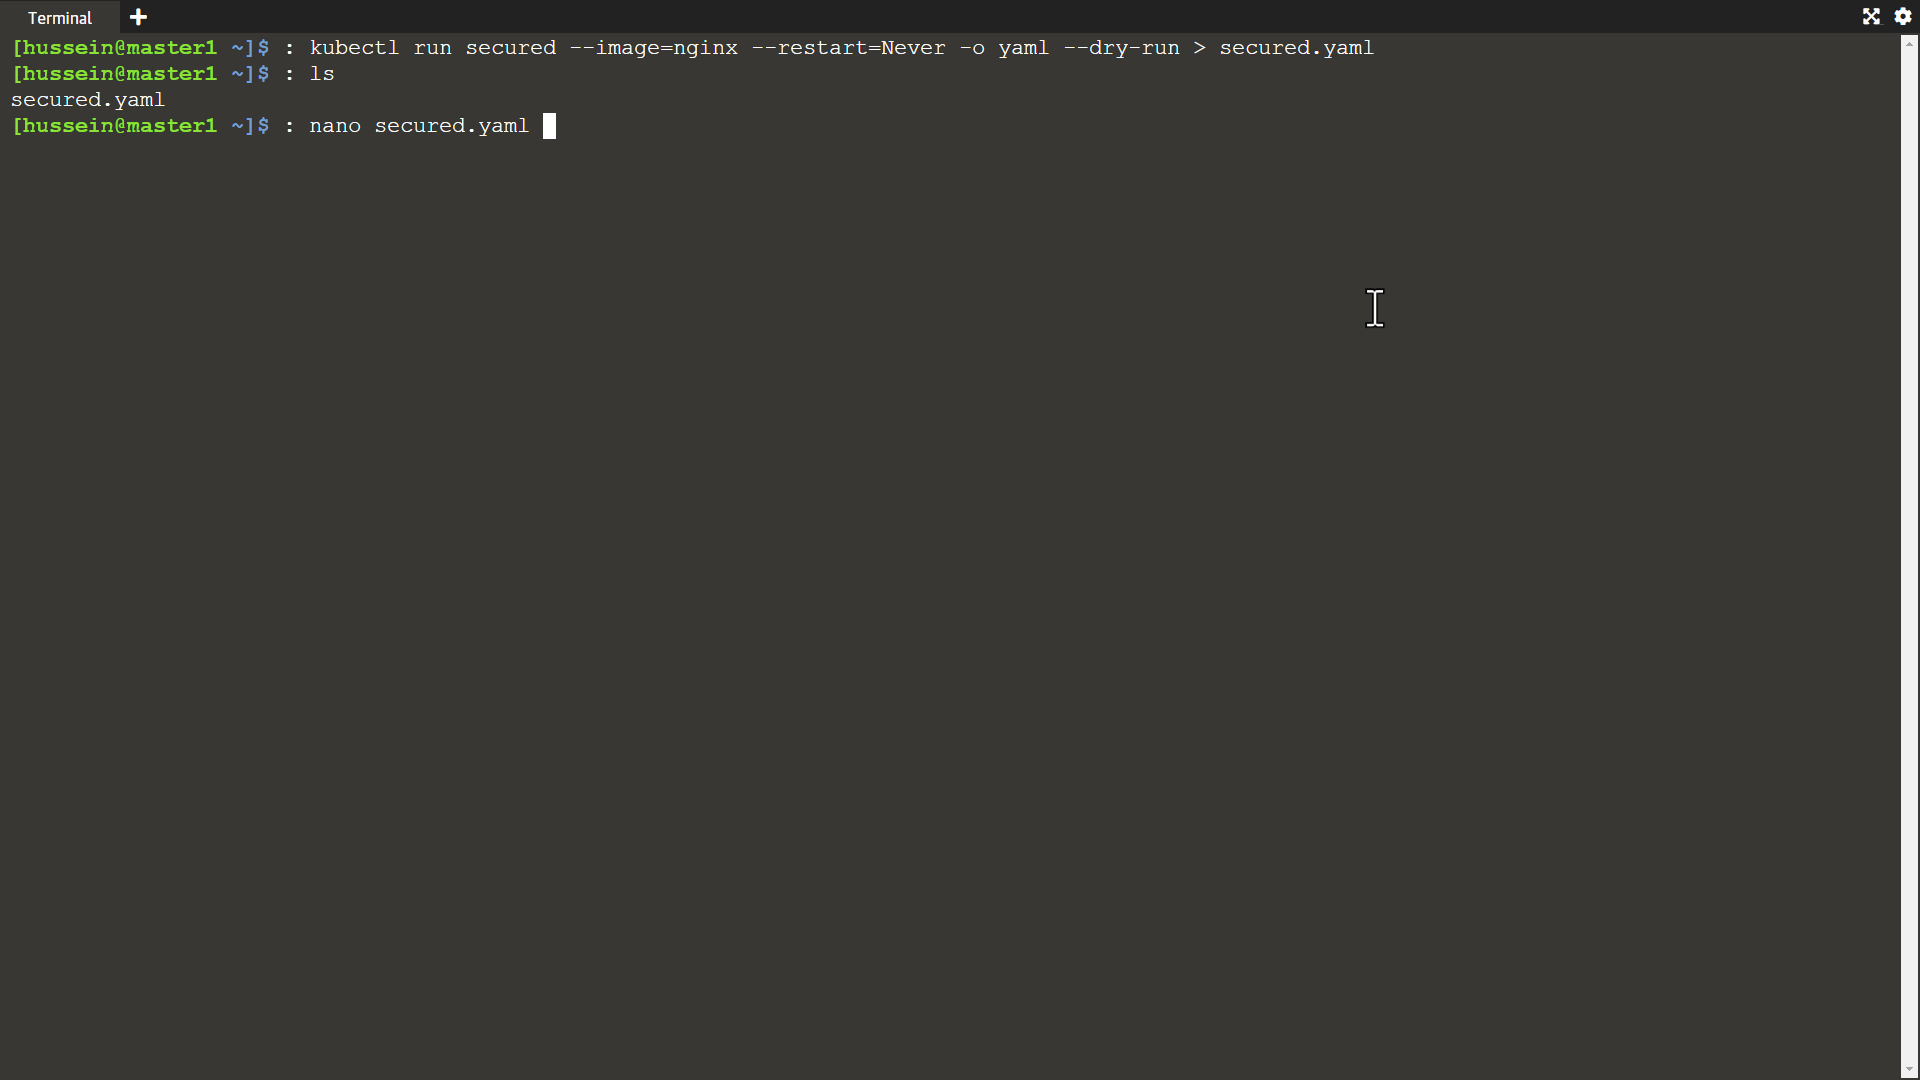 Terminal
[hussein@master1 ~]$ : kubectl run secured --image=nginx --restart=Never -o yaml --dry-run > secured.yaml
[hussein@master1 ~]$ : ls
secured.yaml
[hussein@master1 ~]$ : nano secured.yaml